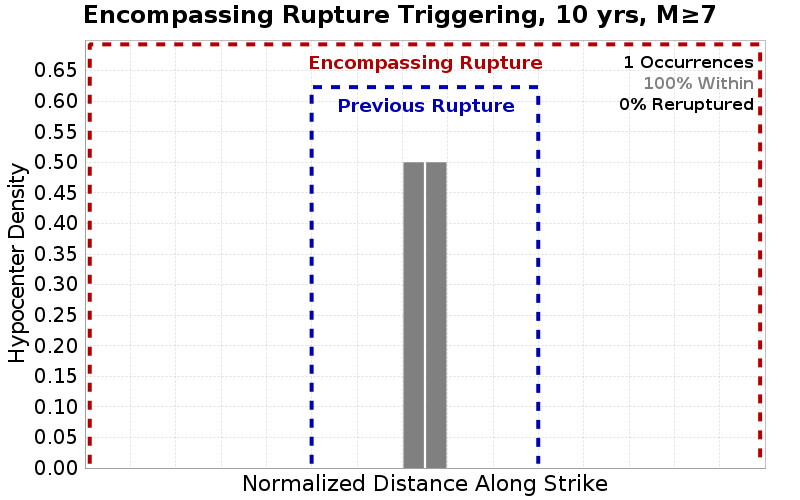 Encompassing Rupture Triggering, 10 yrs, M≥7
Encompassing Rupture
Previous Rupture
1 Occurrences
100% Within
0% Reruptured
Hypocenter Density
0.65
0.60
0.55
0.50
0.45
0.40
0.35
0.30
0.25
0.20
0.15
0.10
0.05
0.00
Normalized Distance Along Strike